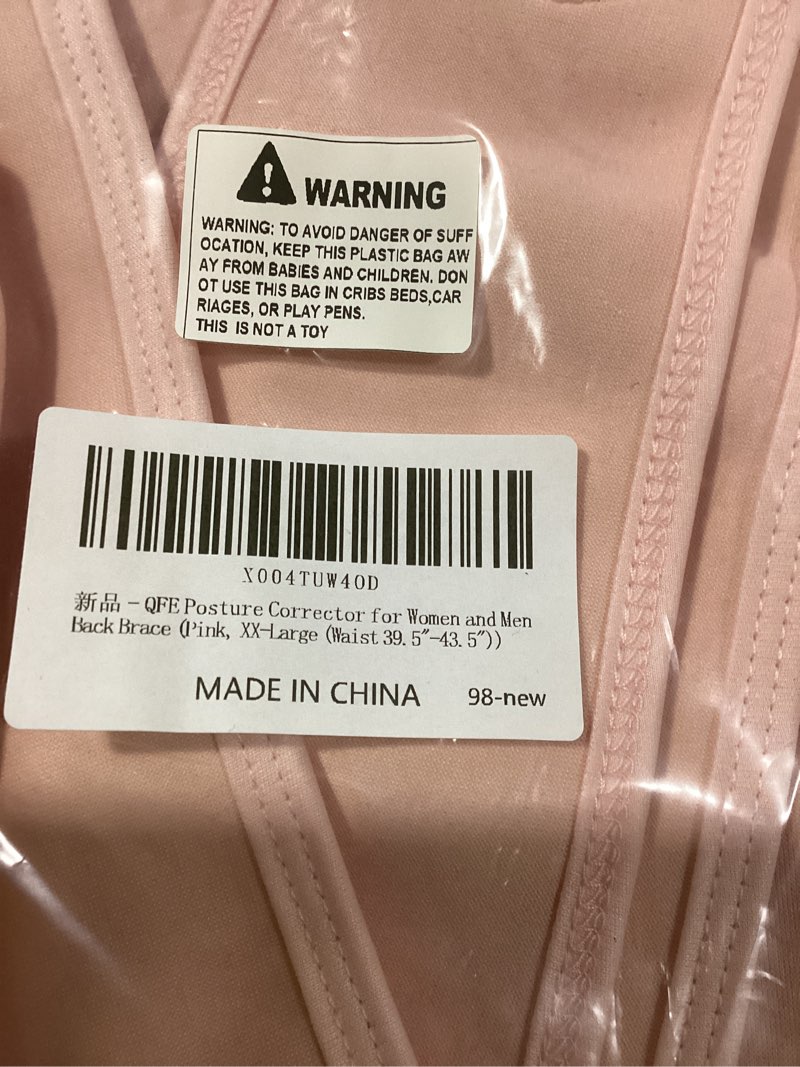 WARNING
WARNING: TO AVOID DANGER OF SUFF
OCATION, KEEP THIS PLASTIC BAG AW
AY FROM BABIES AND CHILDREN. DON
OT USE THIS BAG IN CRIBS BEDS,CAR
RIAGES, OR PLAY PENS.
THIS IS NOT A TOY
X004TUW4OD
新品 - QFE Posture Corrector for Women and Men
Back Brace (Pink, XX-Large (Waist 39.5″-43.5″))
MADE IN CHINA 98-new